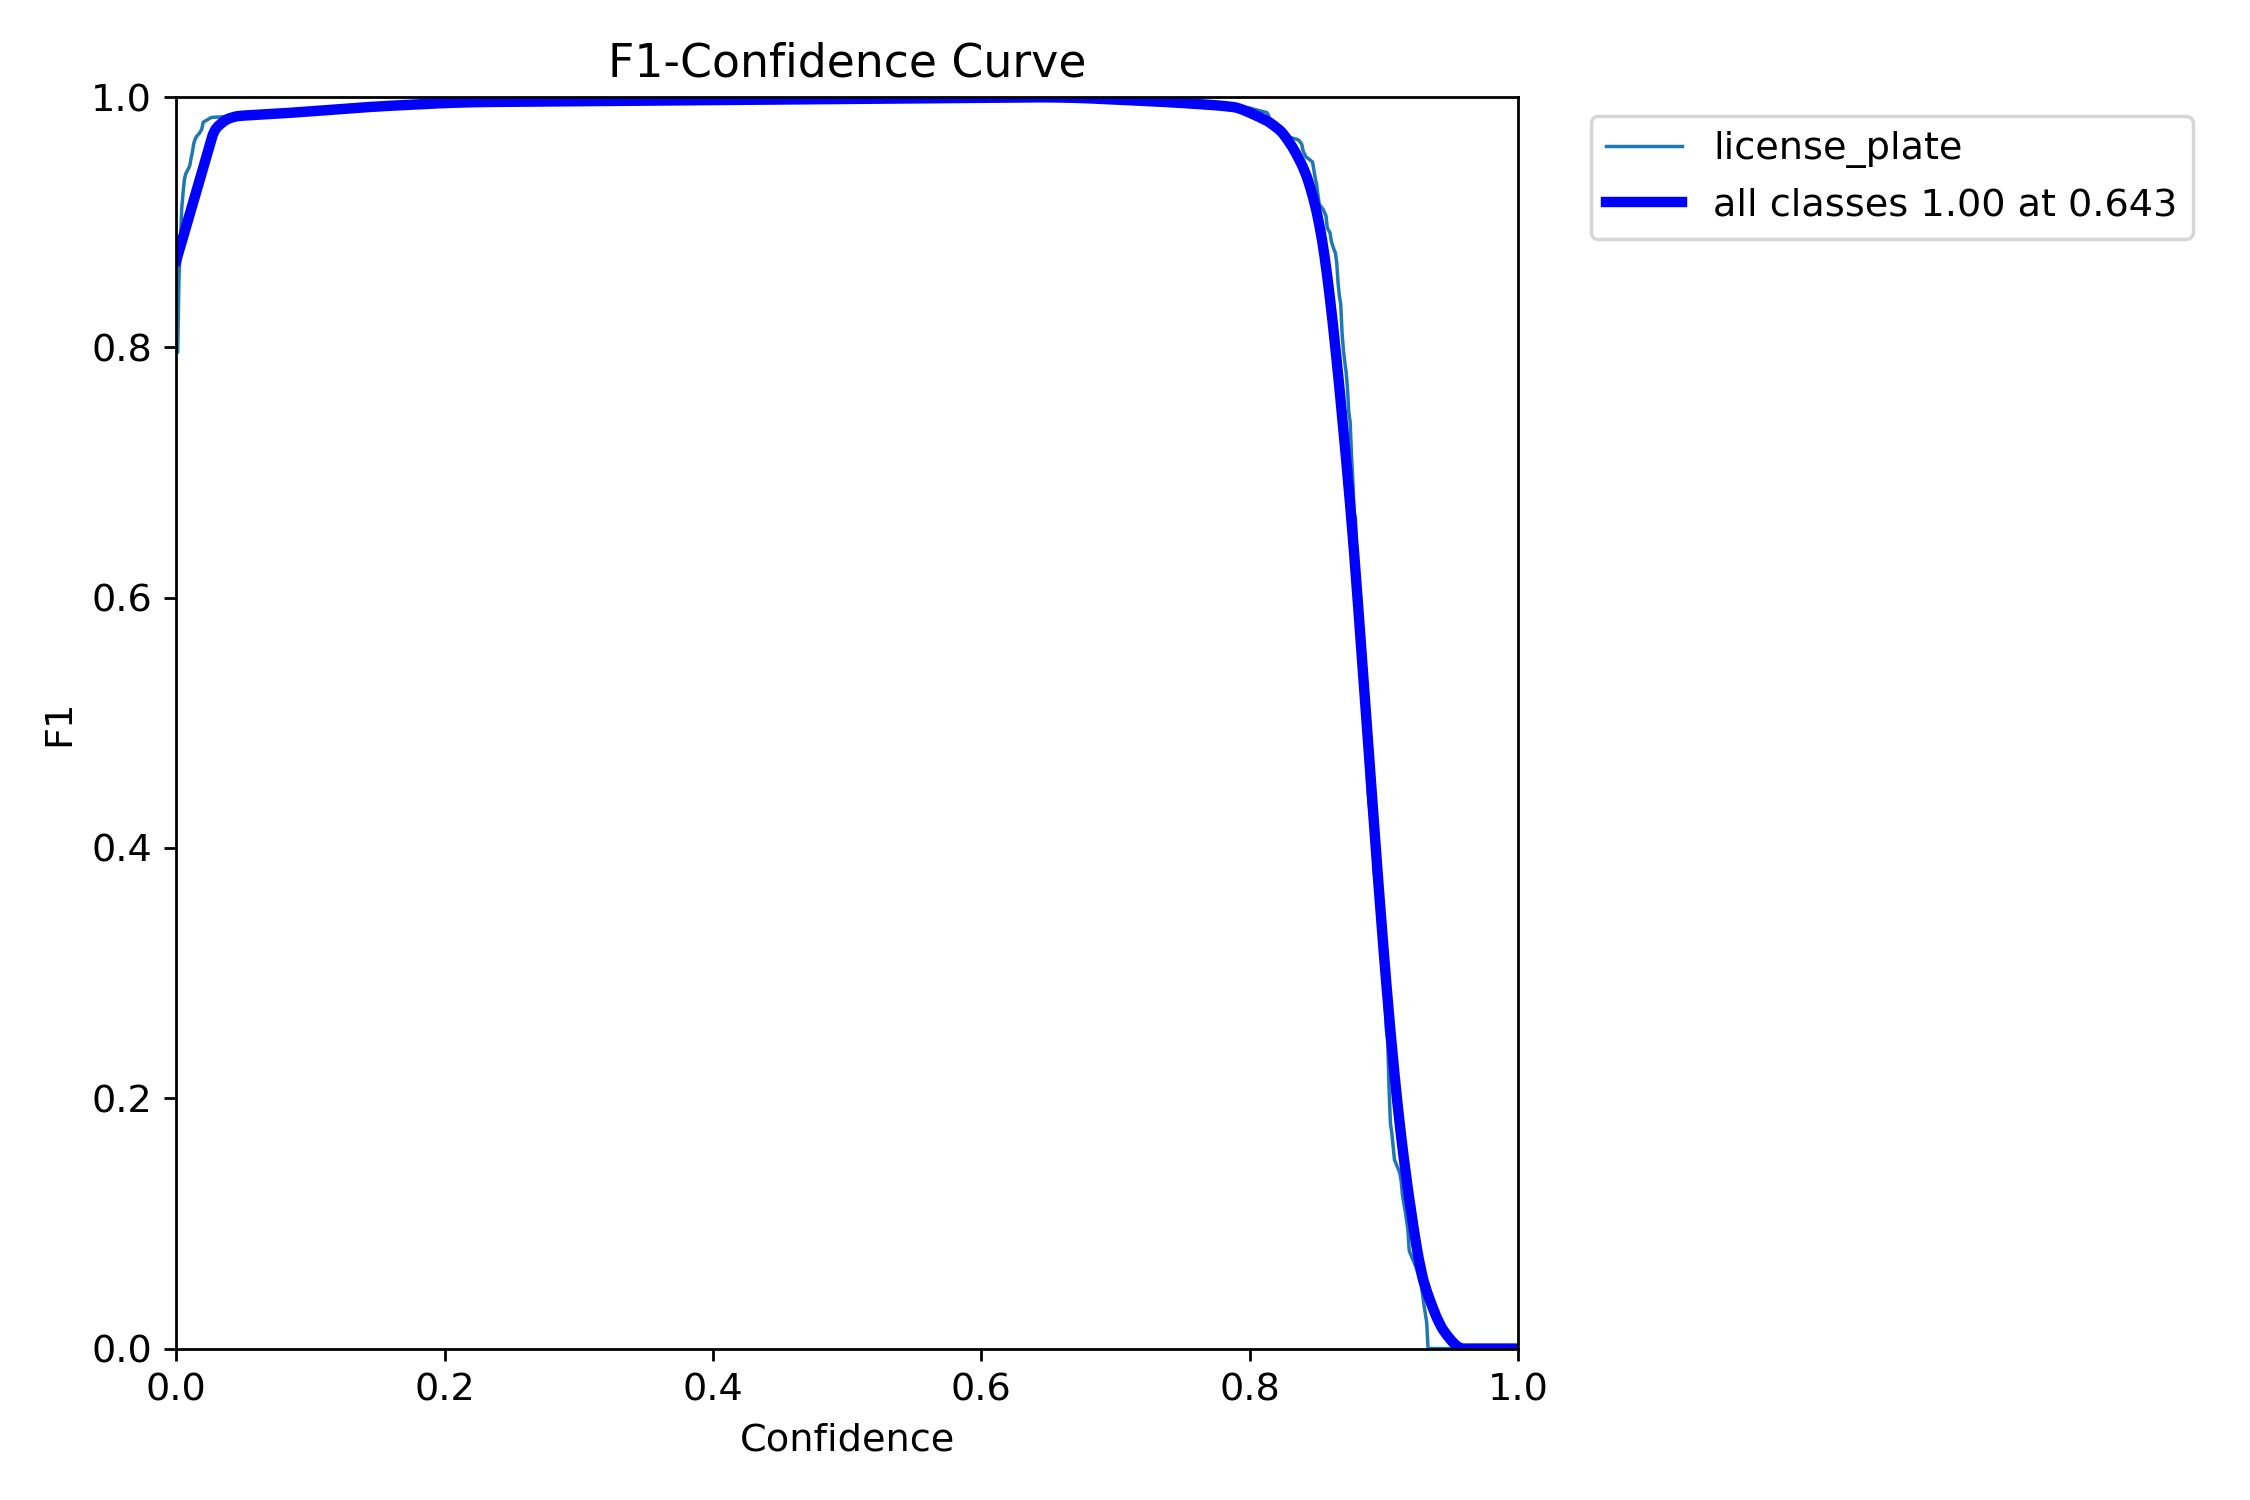 F1-Confidence Curve
1.0
0.8
0.6
0.4
0.2
0.0
F1
0.0 0.2 0.4 0.6 0.8 1.0
Confidence
license_plate
all classes 1.00 at 0.643